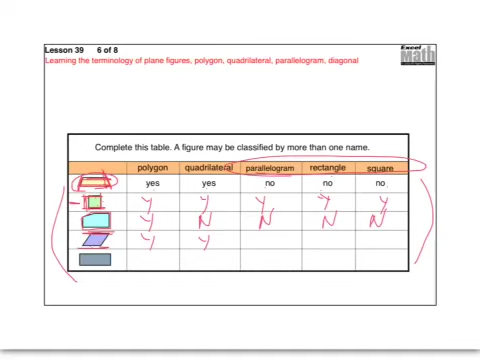 Lesson 39 6 of 8
Excel Math
Learning the terminology of plane figures, polygon, quadrilateral, parallelogram, diagonal
Complete this table. A figure may be classified by more than one name.
polygon quadrilateral parallelogram rectangle square
yes yes no no no
Y Y Y Y Y
Y N N N N
Y Y